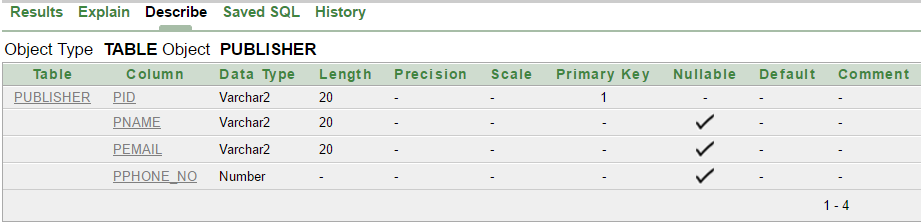 Results Explain Describe Saved SQL History
Object Type TABLE Object PUBLISHER
Table Column Data Type Length Precision Scale Primary Key Nullable Default Comment
PUBLISHER PID Varchar2 20 - - 1 - - -
PNAME Varchar2 20 - - - ✓ - -
PEMAIL Varchar2 20 - - - ✓ - -
PPHONE_NO Number - - - - ✓ - -
1 - 4